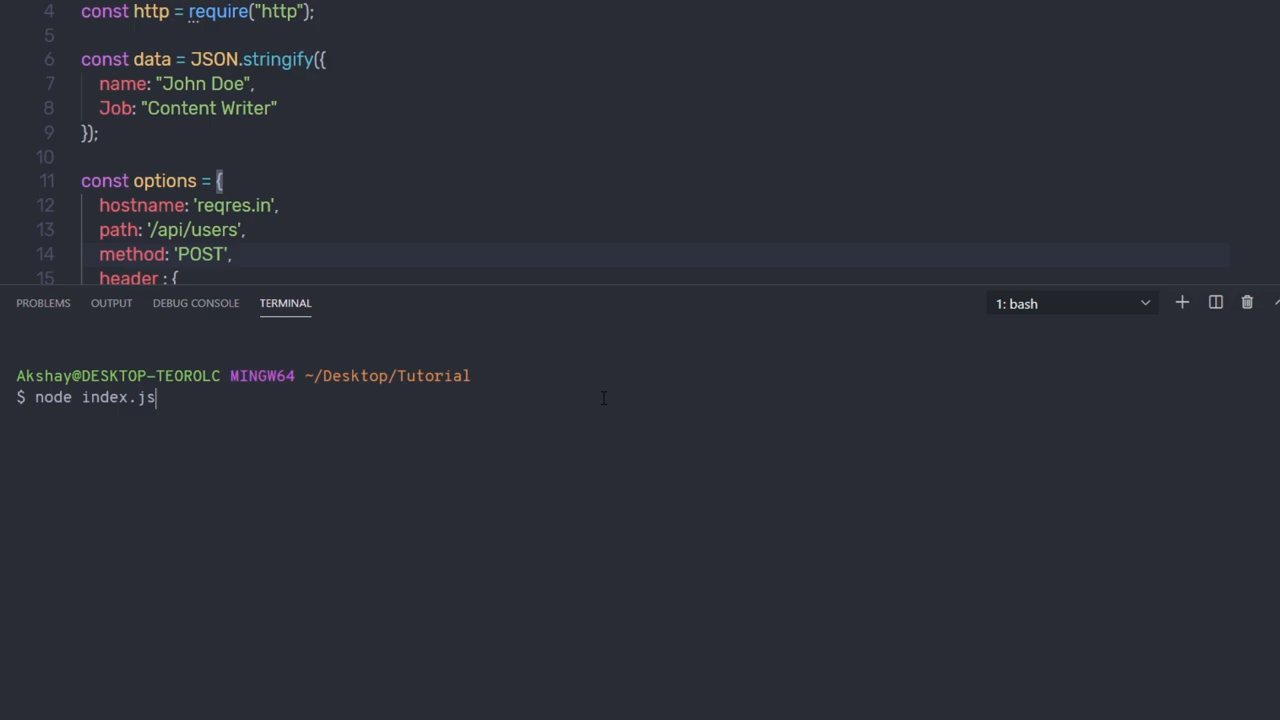 4 const http = require("http");
5
6 const data = JSON.stringify({
7 name: "John Doe",
8 Job: "Content Writer"
9 });
10
11 const options = {
12 hostname: 'reqres.in',
13 path: '/api/users',
14 method: 'POST',
15 header : {
PROBLEMS OUTPUT DEBUG CONSOLE TERMINAL 1: bash
Akshay@DESKTOP-TEOROLC MINGW64 ~/Desktop/Tutorial
$ node index.js